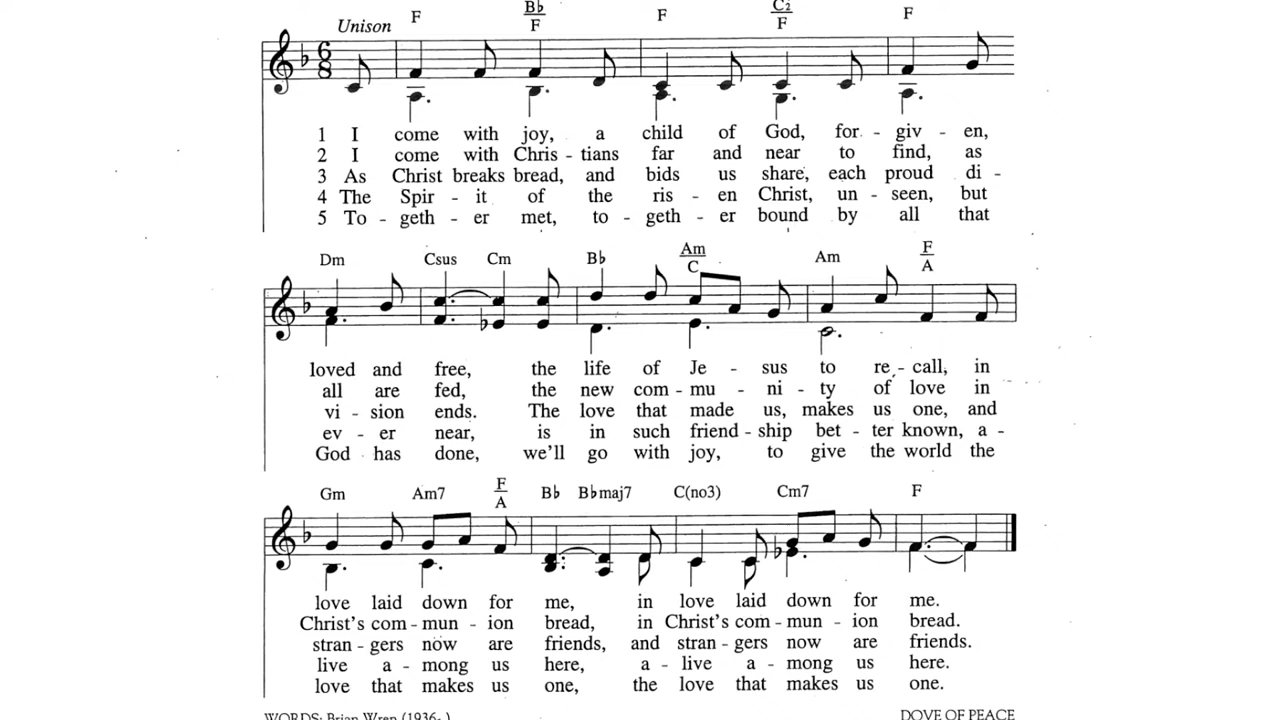 Unison
F B♭/F F C2/F F
6/8
1 I come with joy, a child of God, for - giv - en,
2 I come with Chris - tians far and near to find, as
3 As Christ breaks bread, and bids us share, each proud di -
4 The Spir - it of the ris - en Christ, un - seen, but
5 To - geth - er met, to - geth - er bound by all that
Dm Csus Cm B♭ Am/C Am F/A
loved and free, the life of Je - sus to re - call, in
all are fed, the new com - mu - ni - ty of love in
vi - sion ends. The love that made us, makes us one, and
ev - er near, is in such friend - ship bet - ter known, a -
God has done, we'll go with joy, to give the world the
Gm Am7 F/A B♭ B♭maj7 C(no3) Cm7 F
love laid down for me, in love laid down for me.
Christ's com - mun - ion bread, in Christ's com - mun - ion bread.
stran - gers now are friends, and stran - gers now are friends.
live a - mong us here, a - live a - mong us here.
love that makes us one, the love that makes us one.
WORDS: Brian Wren (1936- ) DOVE OF PEACE